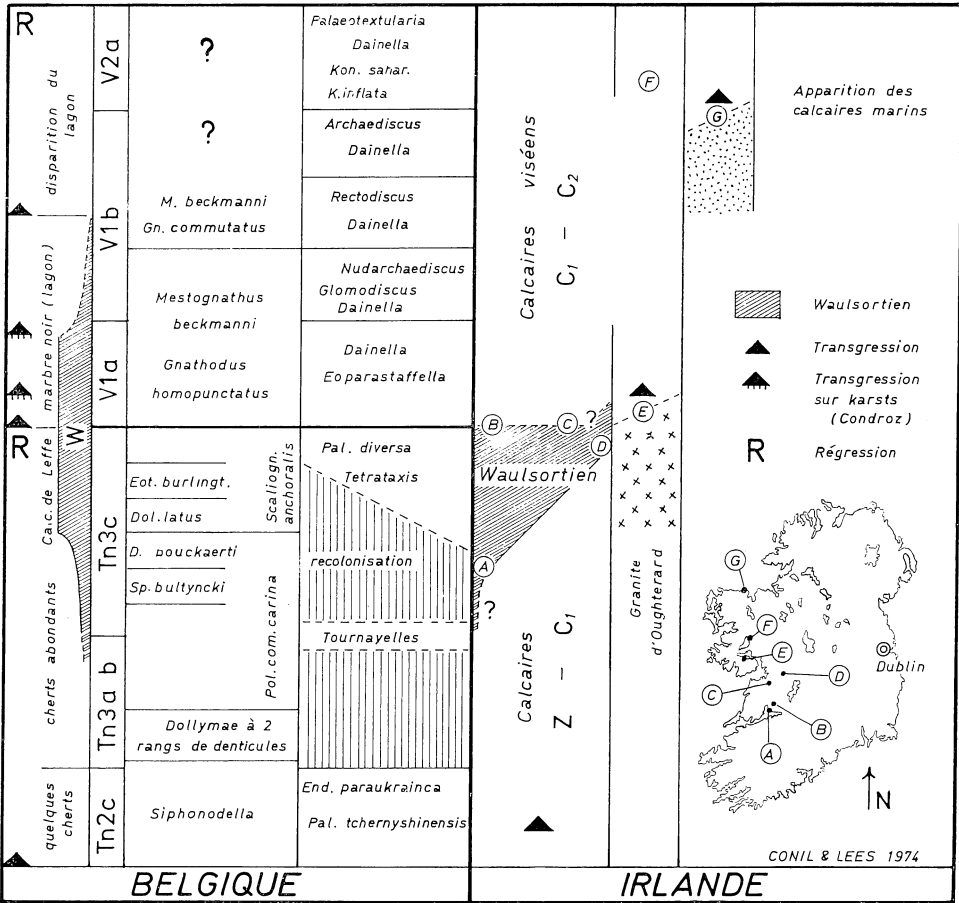 R
disparition du
lagon
marbre noir (lagon)
R
Calc. de Leffe
cherts abondants
quelques
cherts
W
V2a
V1b
V1a
Tn3c
Tn3a b
Tn2c
?
?
M. beckmanni
Gn. commutatus
Mestognathus
beckmanni
Gnathodus
homopunctatus
Eot. burlingt.
Dol. latus
D. bouckaerti
Sp. bultyncki
Scaliogn.
anchoralis
Pol. com. carina
Dollymae à 2
rangs de denticules
Siphonodella
Palaeotextularia
Dainella
Kon. sahar.
K. inflata
Archaediscus
Dainella
Rectodiscus
Dainella
Nudarchaediscus
Glomodiscus
Dainella
Dainella
Eoparastaffella
Pal. diversa
Tetrataxis
recolonisation
Tournayelles
End. paraukrainca
Pal. tchernyshinensis
Calcaires viséens
C1 – C2
B
C
?
D
Waulsortien
A
?
Calcaires
Z – C1
F
E
Granite
d'Oughterard
G
Apparition des
calcaires marins
Waulsortien
Transgression
Transgression
sur karsts
(Condroz)
R
Régression
G
F
E
D
C
B
A
Dublin
N
CONIL & LEES 1974
BELGIQUE
IRLANDE